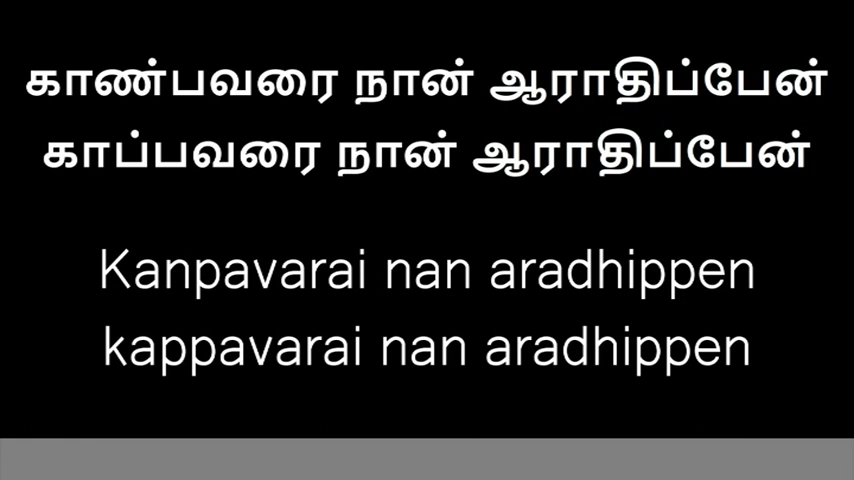 காண்பவரை நான் ஆராதிப்பேன்
காப்பவரை நான் ஆராதிப்பேன்
Kanpavarai nan aradhippen
kappavarai nan aradhippen